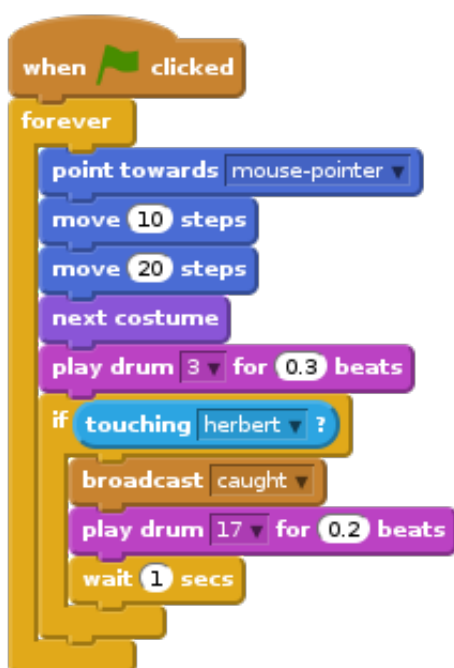 when clicked
forever
point towards mouse-pointer
move 10 steps
move 20 steps
next costume
play drum 3 for 0.3 beats
if touching herbert ?
broadcast caught
play drum 17 for 0.2 beats
wait 1 secs